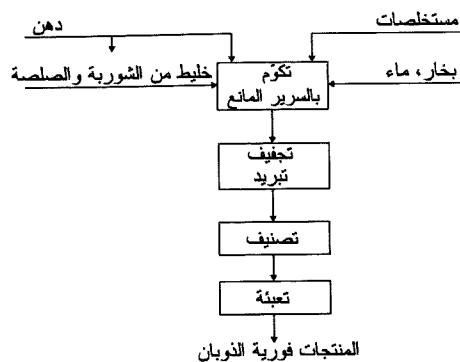 دهن
مستخلصات
خليط من الشوربة والصلصة
تكوّم
بالسرير المانع
بخار، ماء
تجفيف
تبريد
تصنيف
تعبئة
المنتجات فورية الذوبان